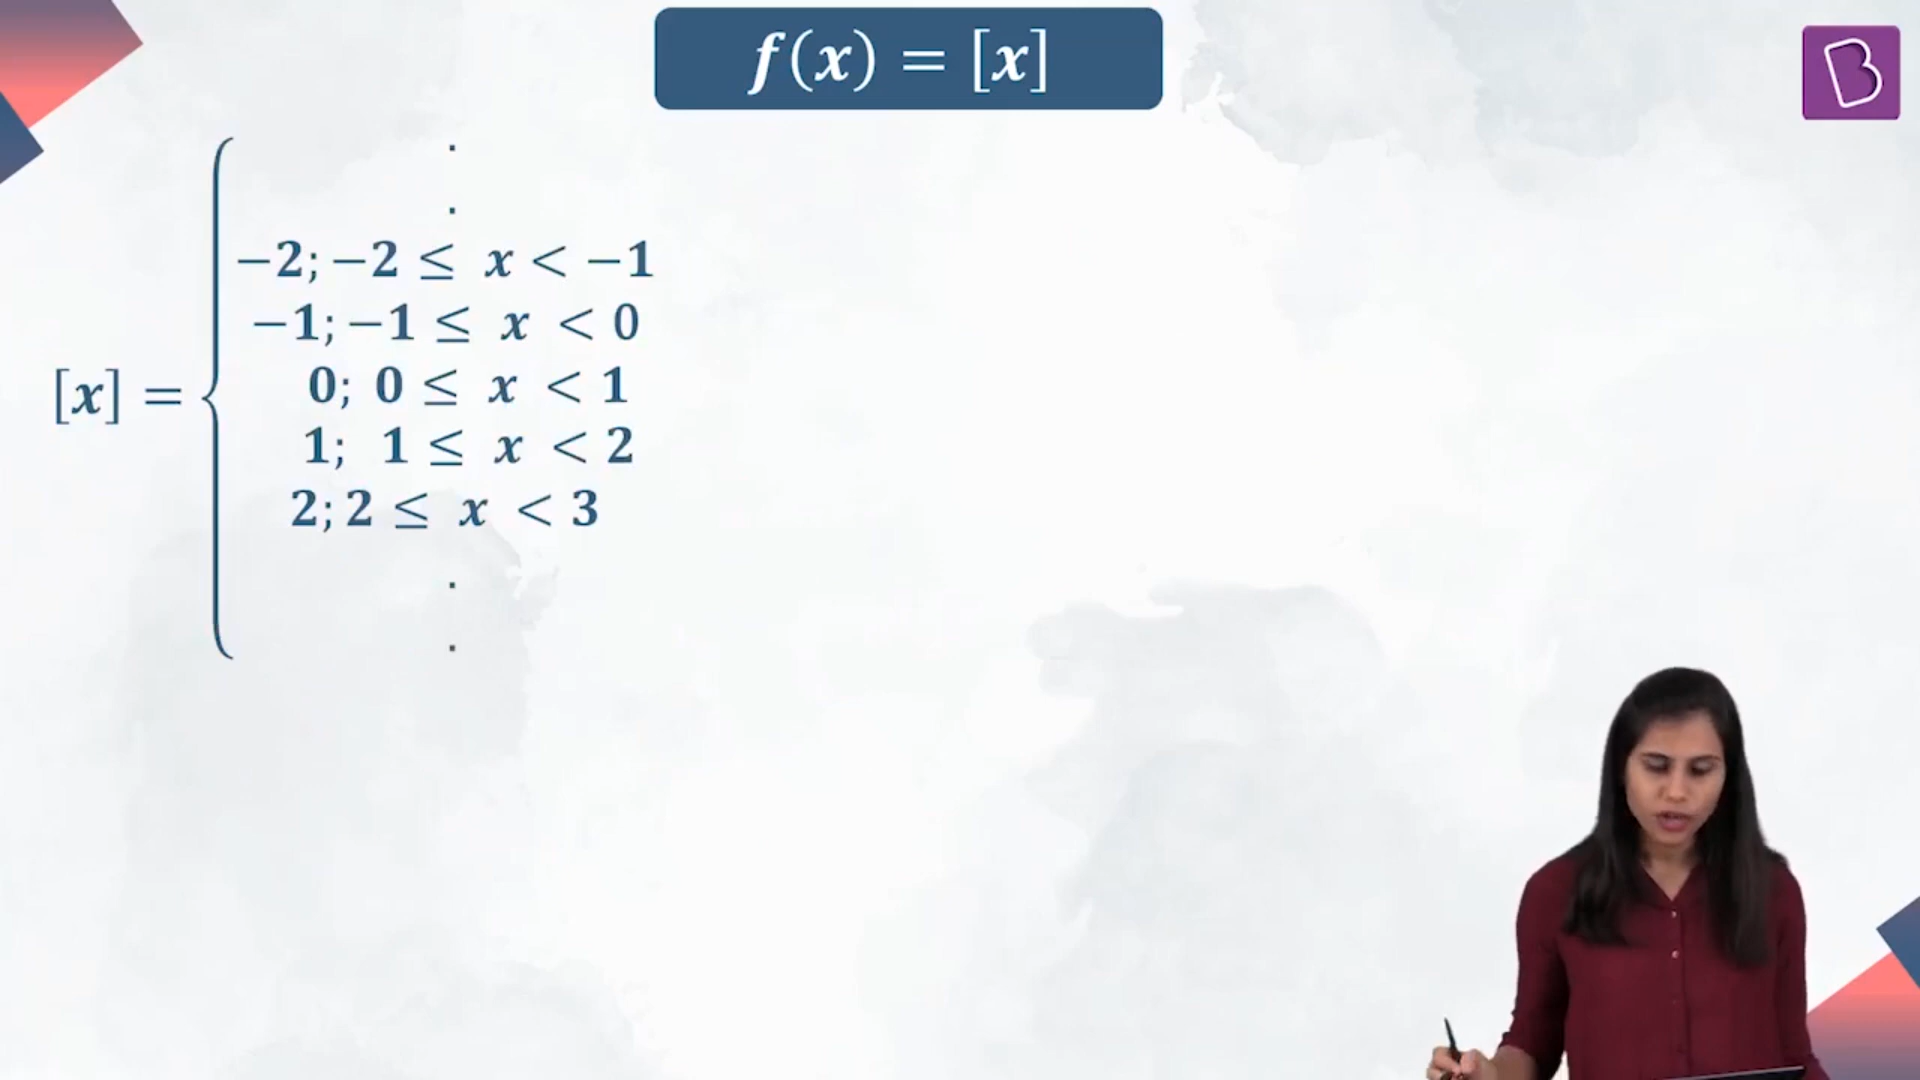 f(x) = [x]
B
.
.
−2; −2 ≤ x < −1
−1; −1 ≤ x < 0
[x] = { 0; 0 ≤ x < 1
1; 1 ≤ x < 2
2; 2 ≤ x < 3
.
.